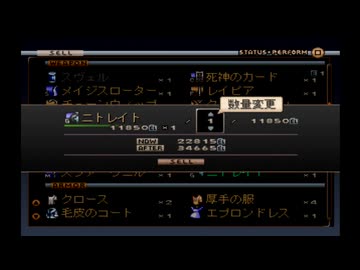 SELL
STATUS・PERFORM
WEAPON
スヴェル ×1
死神のカード ×1
メイジスローター ×1
レイピア
数量変更
ニトレイト
11850 × 1
1
11850
NOW 22815
AFTER 34665
SELL
ARMOR
クロース ×2
厚手の服 ×4
毛皮のコート ×1
エプロンドレス ×1